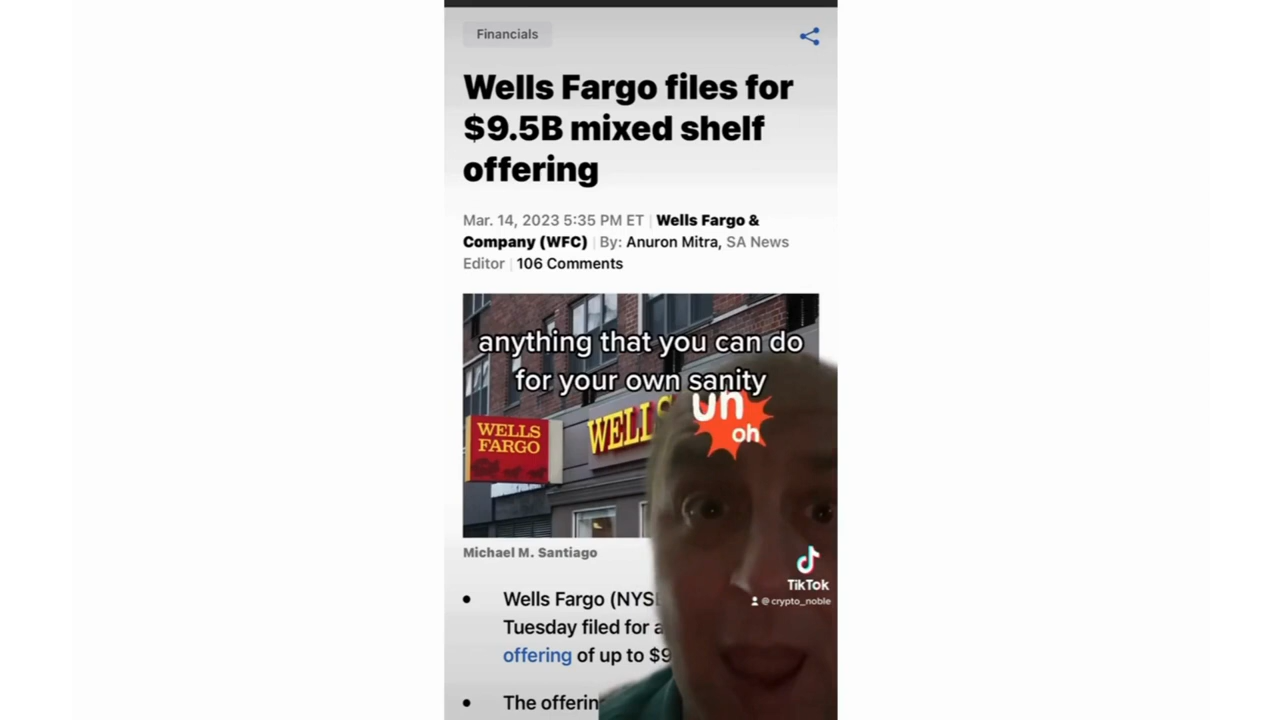 Financials
Wells Fargo files for
$9.5B mixed shelf
offering
Mar. 14, 2023 5:35 PM ET | Wells Fargo &
Company (WFC) | By: Anuron Mitra, SA News
Editor | 106 Comments
anything that you can do
for your own sanity
uh
oh
WELLS
FARGO
WELLS
Michael M. Santiago
TikTok
@crypto_noble
• Wells Fargo (NYSE
Tuesday filed for a
offering of up to $9
• The offerin